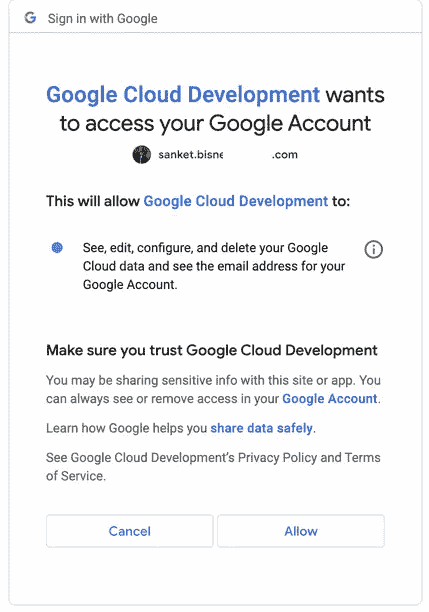 Sign in with Google
Google Cloud Development wants
to access your Google Account
sanket.bisne .com
This will allow Google Cloud Development to:
See, edit, configure, and delete your Google
Cloud data and see the email address for your
Google Account.
Make sure you trust Google Cloud Development
You may be sharing sensitive info with this site or app. You
can always see or remove access in your Google Account.
Learn how Google helps you share data safely.
See Google Cloud Development's Privacy Policy and Terms
of Service.
Cancel
Allow